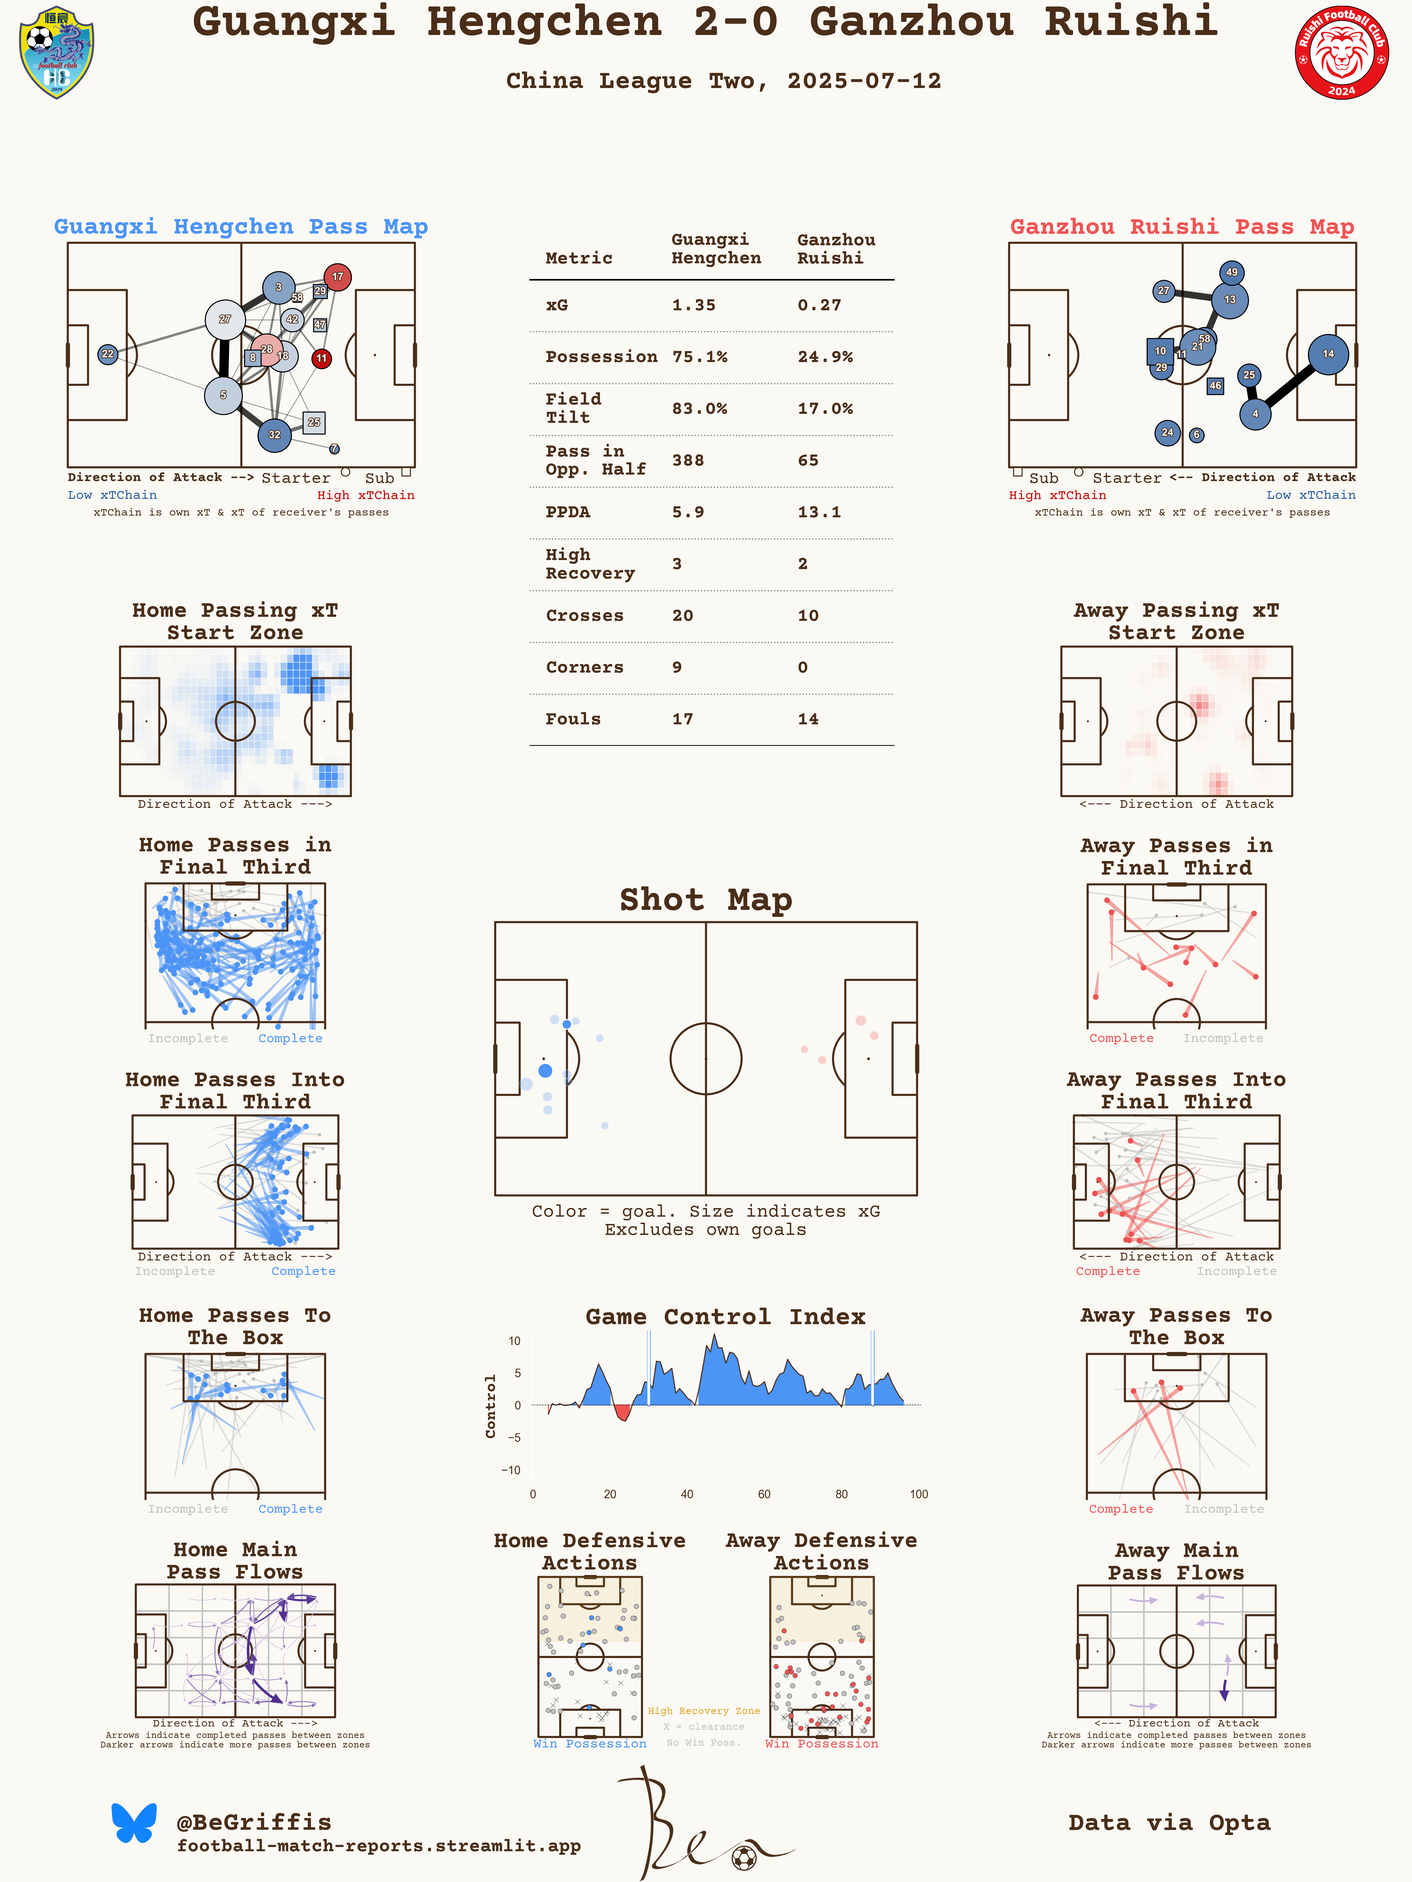 Guangxi Hengchen 2-0 Ganzhou Ruishi
China League Two, 2025-07-12
恒宸
football club
HC
2019
Ruishi Football Club
2024
Guangxi Hengchen Pass Map
22
27
5
3
32
28
18
8
42
58
29
47
17
11
25
7
Direction of Attack --> Starter Sub
Low xTChain High xTChain
xTChain is own xT & xT of receiver's passes
Metric Guangxi Hengchen Ganzhou Ruishi
xG 1.35 0.27
Possession 75.1% 24.9%
Field Tilt 83.0% 17.0%
Pass in Opp. Half 388 65
PPDA 5.9 13.1
High Recovery 3 2
Crosses 20 10
Corners 9 0
Fouls 17 14
Ganzhou Ruishi Pass Map
49
27
13
58
21
10
11
29
14
25
46
4
24
6
Sub Starter <-- Direction of Attack
High xTChain Low xTChain
xTChain is own xT & xT of receiver's passes
Home Passing xT
Start Zone
Direction of Attack --->
Away Passing xT
Start Zone
<--- Direction of Attack
Home Passes in
Final Third
Incomplete Complete
Away Passes in
Final Third
Complete Incomplete
Shot Map
Color = goal. Size indicates xG
Excludes own goals
Home Passes Into
Final Third
Direction of Attack --->
Incomplete Complete
Away Passes Into
Final Third
<--- Direction of Attack
Complete Incomplete
Home Passes To
The Box
Incomplete Complete
Game Control Index
Control
10
5
0
−5
−10
0 20 40 60 80 100
Away Passes To
The Box
Complete Incomplete
Home Main
Pass Flows
Direction of Attack --->
Arrows indicate completed passes between zones
Darker arrows indicate more passes between zones
Home Defensive
Actions
Win Possession
High Recovery Zone
X = clearance
No Win Poss.
Away Defensive
Actions
Win Possession
Away Main
Pass Flows
<--- Direction of Attack
Arrows indicate completed passes between zones
Darker arrows indicate more passes between zones
@BeGriffis
football-match-reports.streamlit.app
Ben
Data via Opta